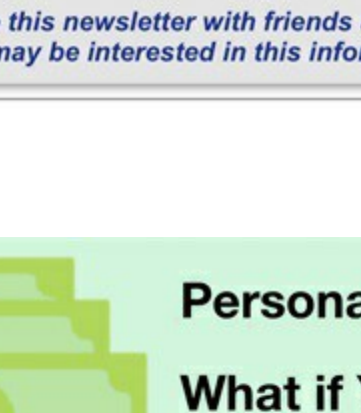 this newsletter with friends
may be interested in this info
Persona
What if Y